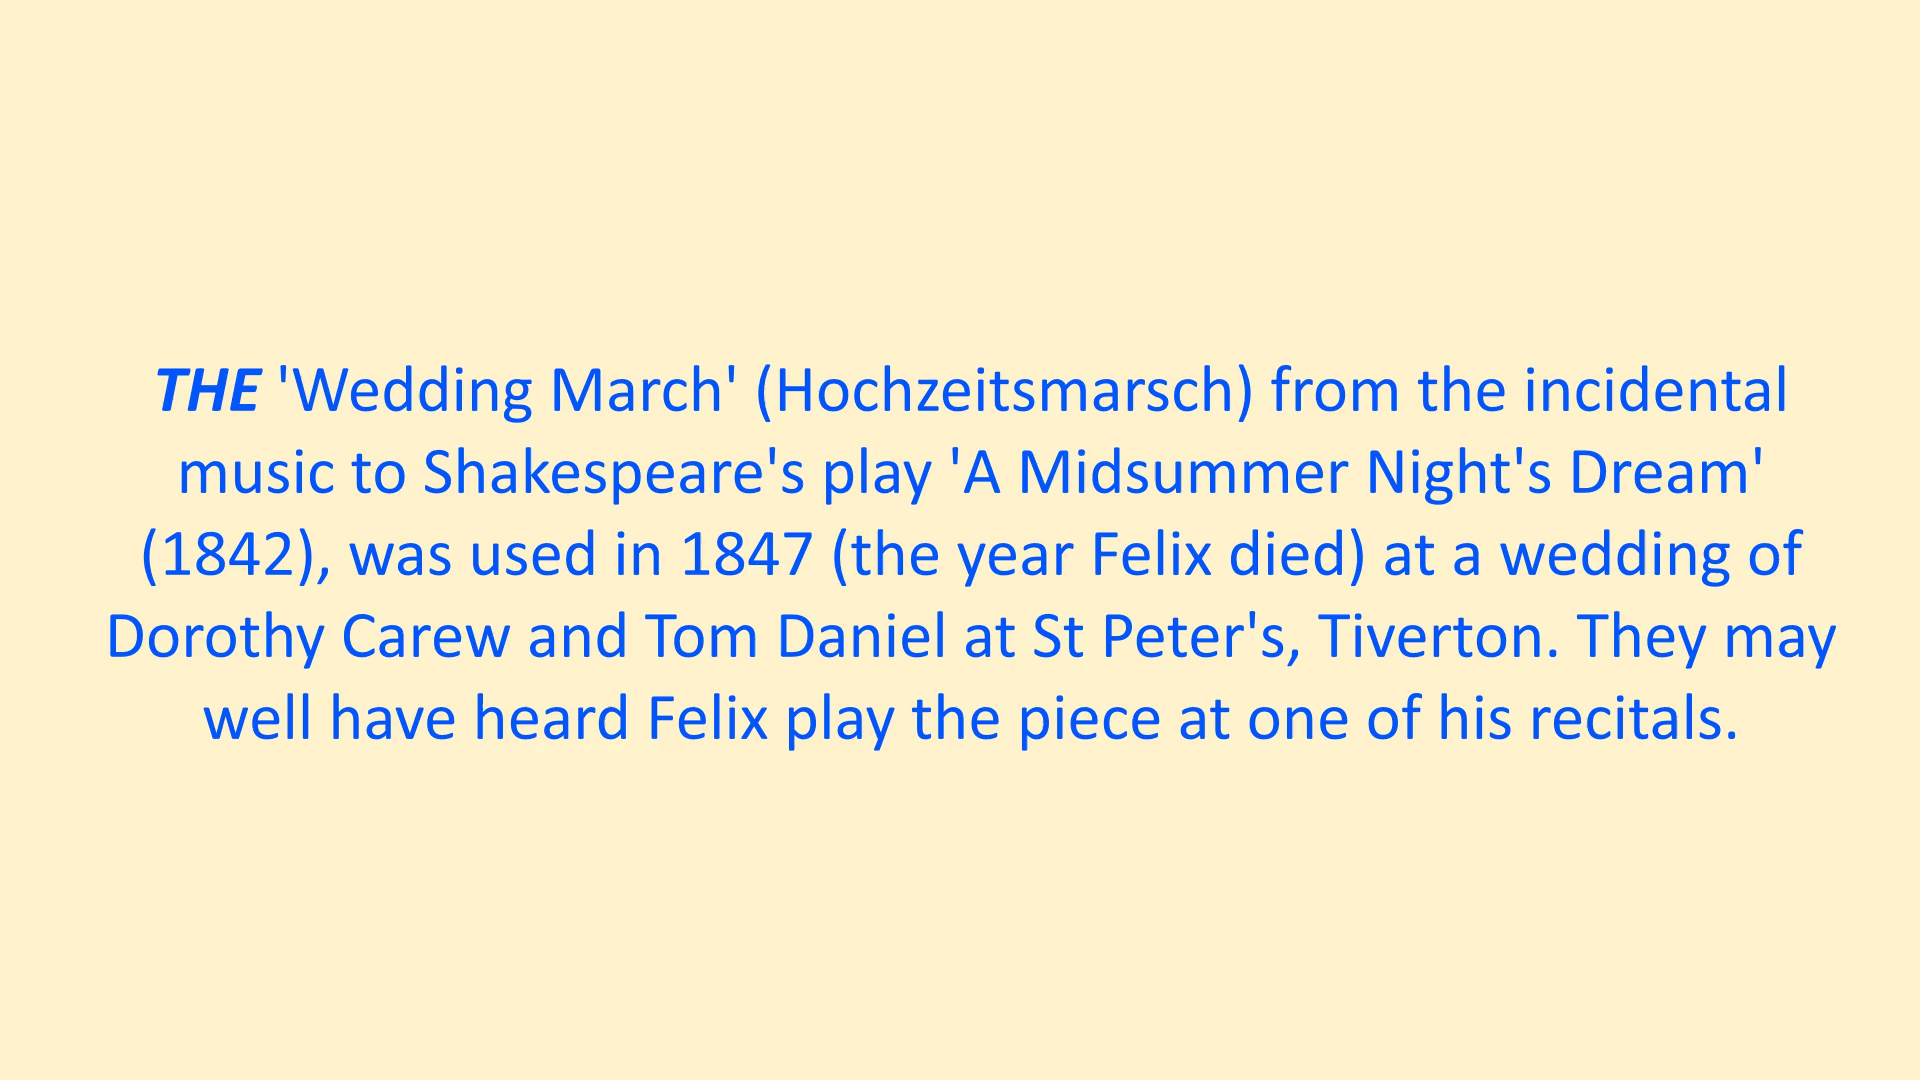 THE 'Wedding March' (Hochzeitsmarsch) from the incidental
music to Shakespeare's play 'A Midsummer Night's Dream'
(1842), was used in 1847 (the year Felix died) at a wedding of
Dorothy Carew and Tom Daniel at St Peter's, Tiverton. They may
well have heard Felix play the piece at one of his recitals.